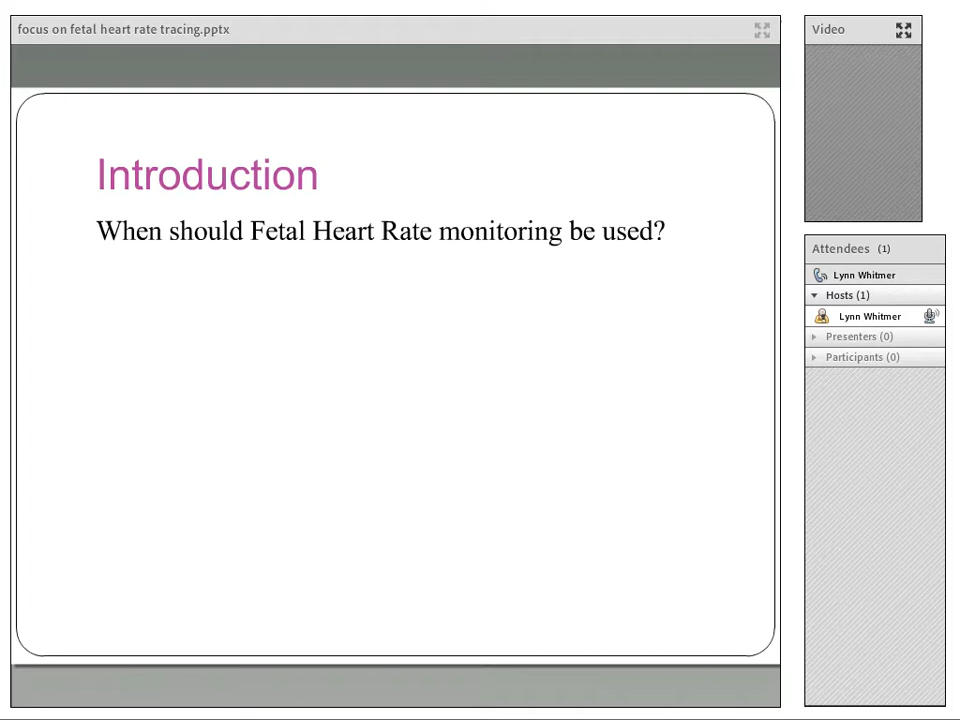 focus on fetal heart rate tracing.pptx
Introduction
When should Fetal Heart Rate monitoring be used?
Video
Attendees (1)
Lynn Whitmer
Hosts (1)
Lynn Whitmer
Presenters (0)
Participants (0)